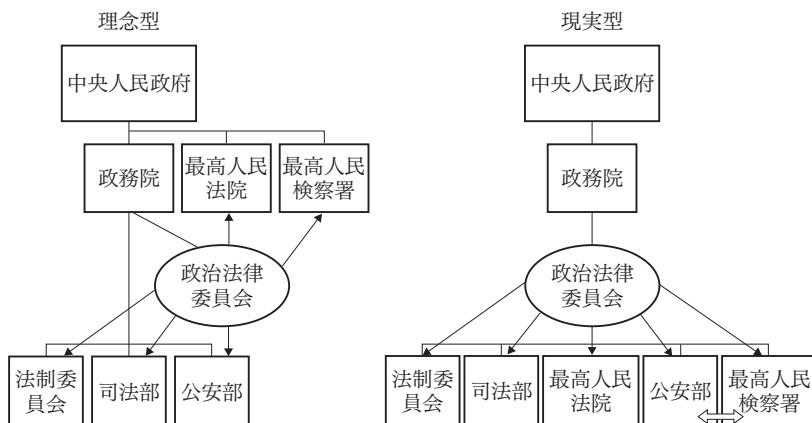 理念型
中央人民政府
政務院
最高人民
法院
最高人民
検察署
政治法律
委員会
法制委
員会
司法部
公安部
現実型
中央人民政府
政務院
政治法律
委員会
法制委
員会
司法部
最高人民
法院
公安部
最高人民
検察署